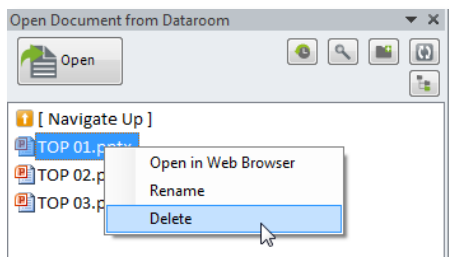 Open Document from Dataroom
Open
[ Navigate Up ]
TOP 01.pptx
Open in Web Browser
TOP 02.p
Rename
TOP 03.p
Delete